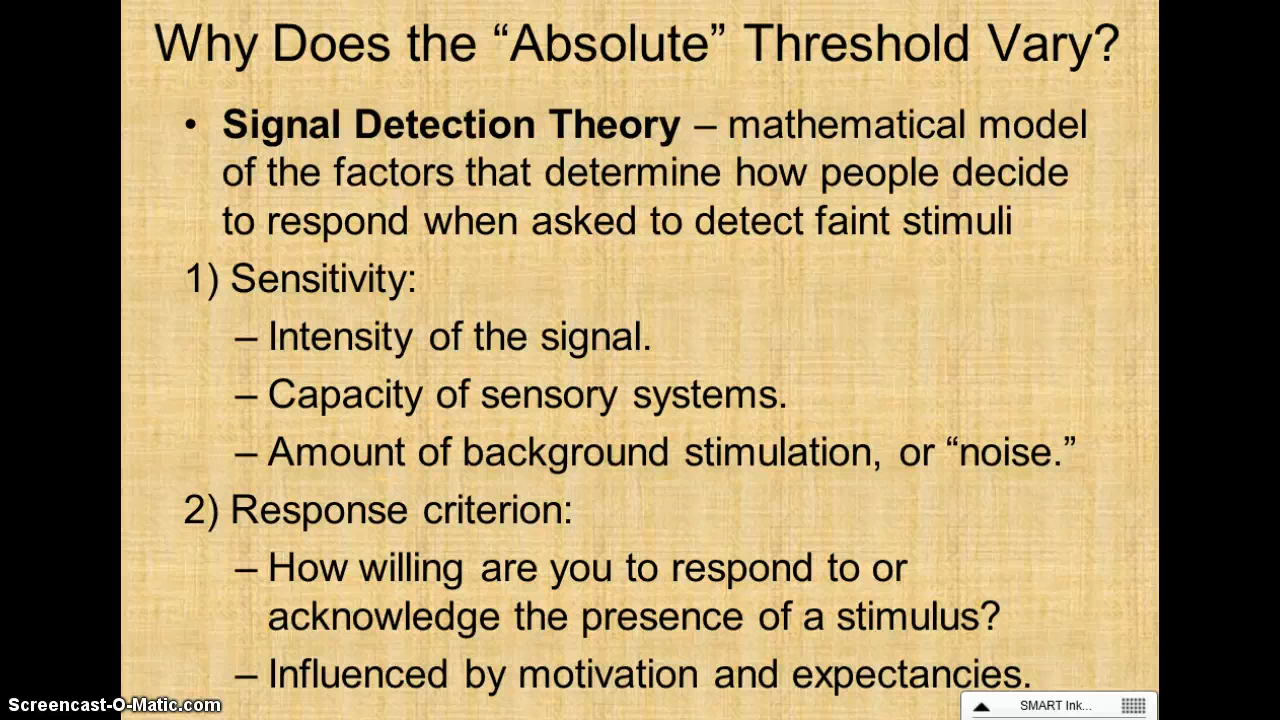 Why Does the “Absolute” Threshold Vary?
• Signal Detection Theory – mathematical model
of the factors that determine how people decide
to respond when asked to detect faint stimuli
1) Sensitivity:
– Intensity of the signal.
– Capacity of sensory systems.
– Amount of background stimulation, or “noise.”
2) Response criterion:
– How willing are you to respond to or
acknowledge the presence of a stimulus?
– Influenced by motivation and expectancies.
Screencast-O-Matic.com
SMART Ink...